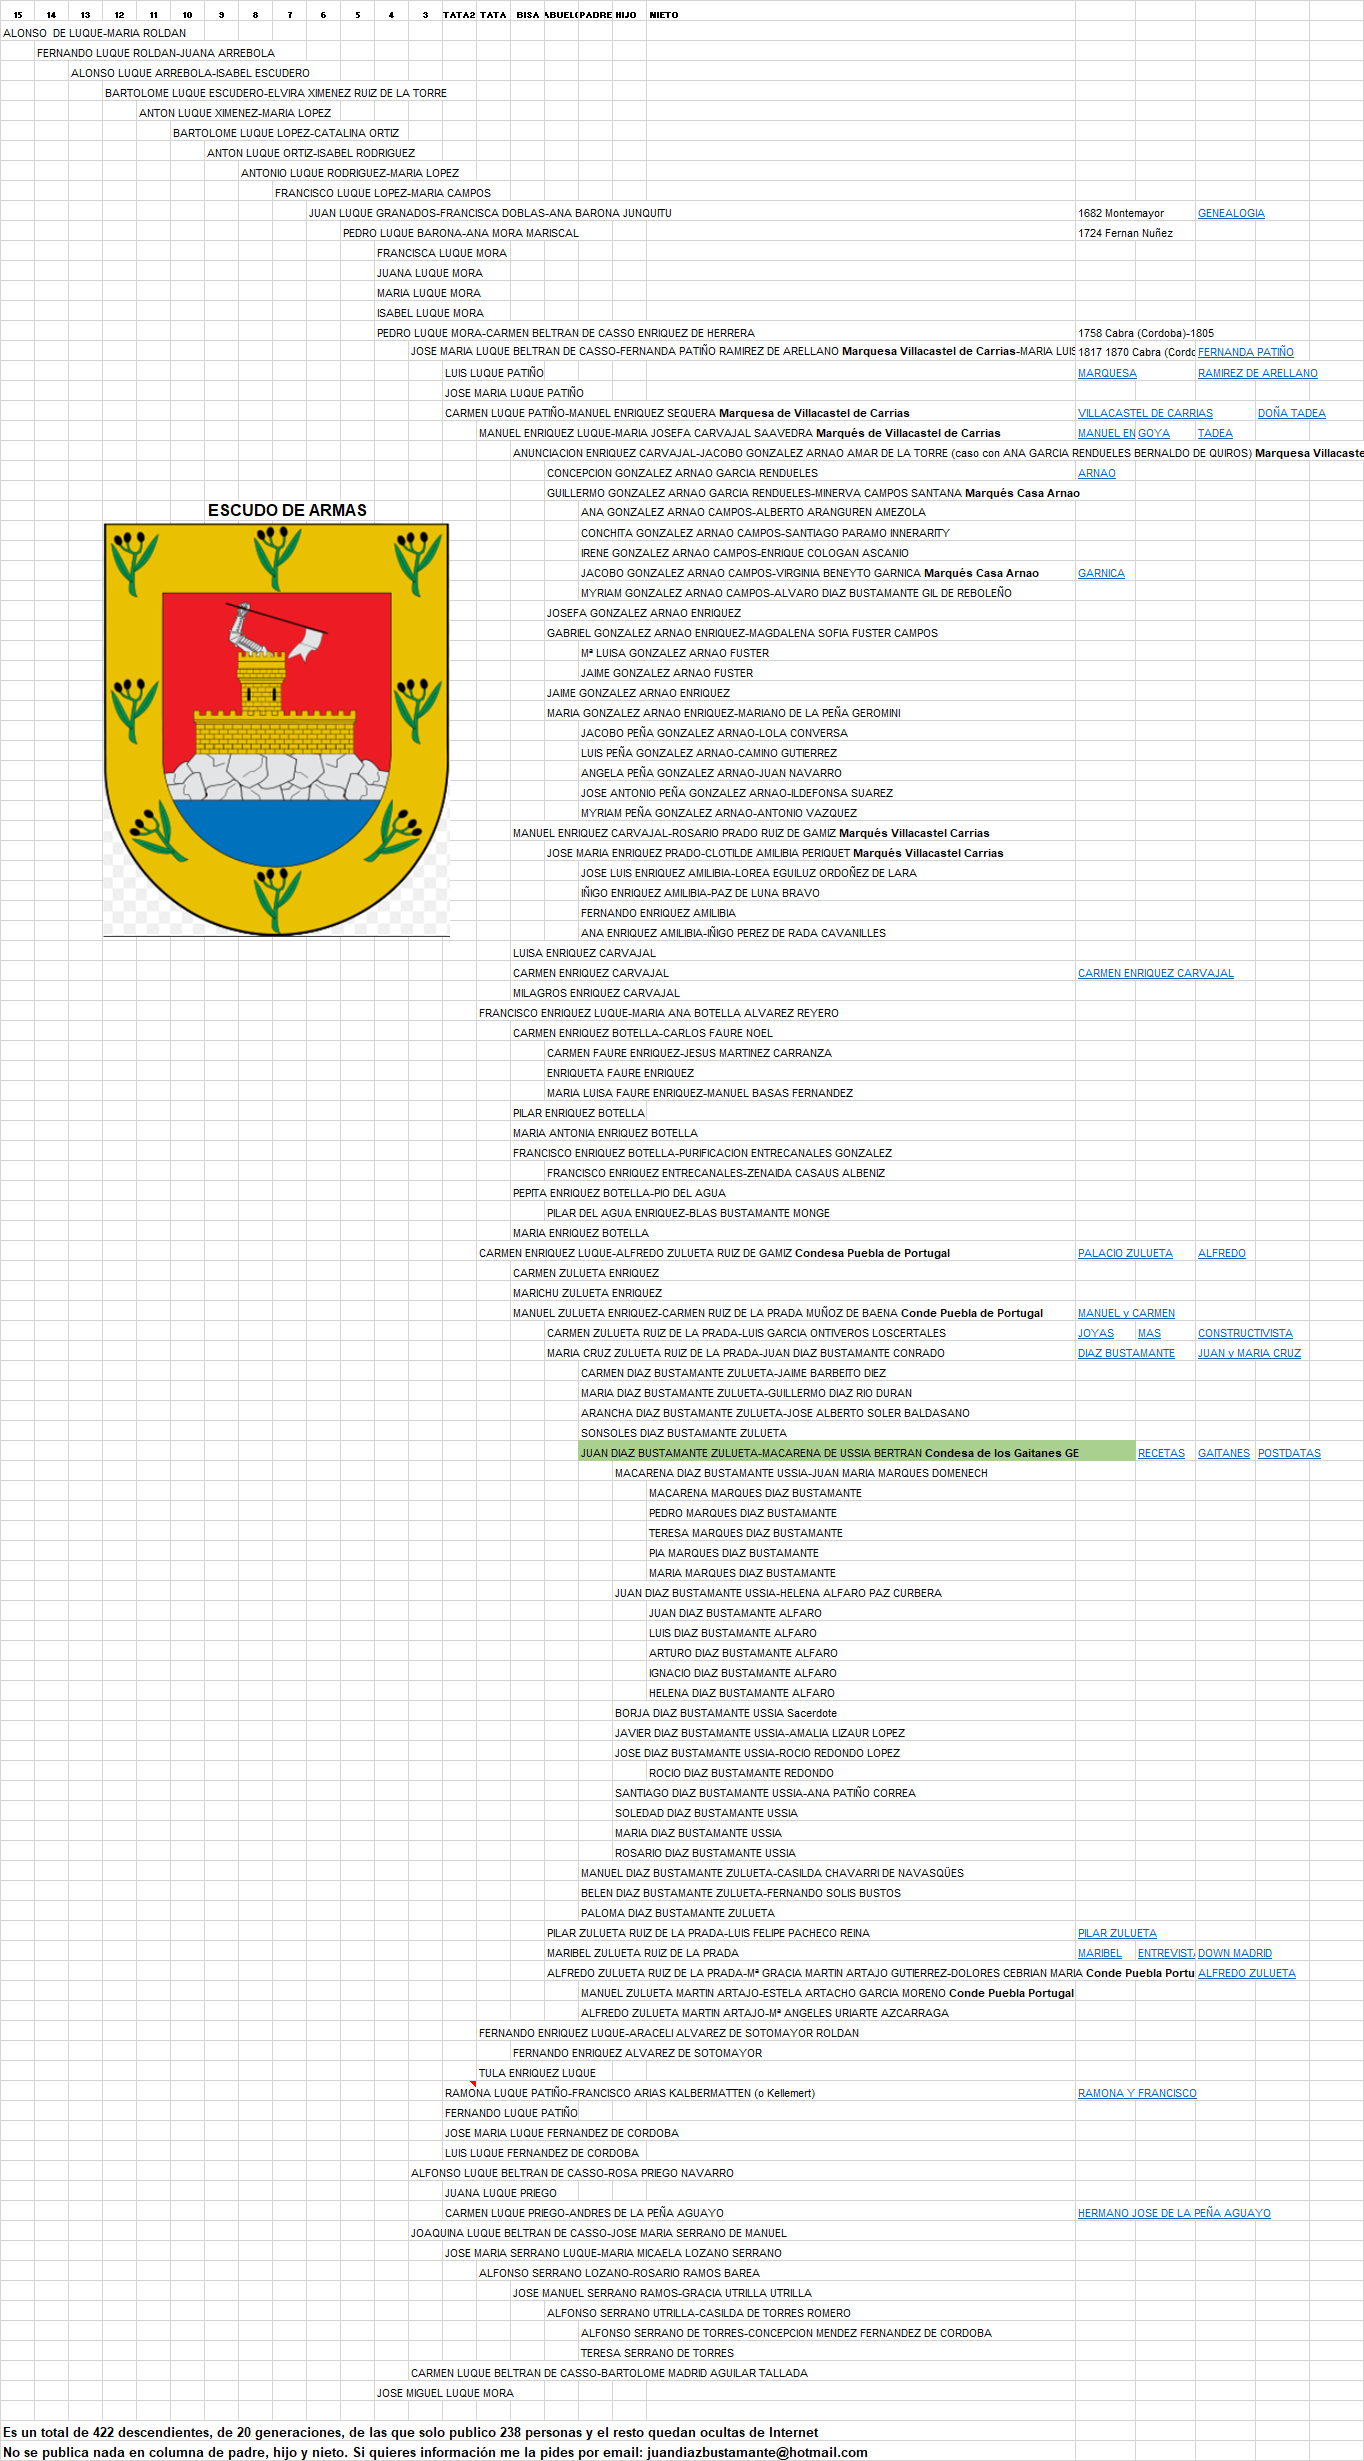 15 14 13 12 11 10 9 8 7 6 5 4 3 TATA2 TATA BISA ABUELO PADRE HIJO NIETO
ALONSO DE LUQUE-MARIA ROLDAN
FERNANDO LUQUE ROLDAN-JUANA ARREBOLA
ALONSO LUQUE ARREBOLA-ISABEL ESCUDERO
BARTOLOME LUQUE ESCUDERO-ELVIRA XIMENEZ RUIZ DE LA TORRE
ANTON LUQUE XIMENEZ-MARIA LOPEZ
BARTOLOME LUQUE LOPEZ-CATALINA ORTIZ
ANTON LUQUE ORTIZ-ISABEL RODRIGUEZ
ANTONIO LUQUE RODRIGUEZ-MARIA LOPEZ
FRANCISCO LUQUE LOPEZ-MARIA CAMPOS
JUAN LUQUE GRANADOS-FRANCISCA DOBLAS-ANA BARONA JUNQUITU 1682 Montemayor GENEALOGIA
PEDRO LUQUE BARONA-ANA MORA MARISCAL 1724 Fernan Nuñez
FRANCISCA LUQUE MORA
JUANA LUQUE MORA
MARIA LUQUE MORA
ISABEL LUQUE MORA
PEDRO LUQUE MORA-CARMEN BELTRAN DE CASSO ENRIQUEZ DE HERRERA 1758 Cabra (Cordoba)-1805
JOSE MARIA LUQUE BELTRAN DE CASSO-FERNANDA PATIÑO RAMIREZ DE ARELLANO Marquesa Villacastel de Carrias-MARIA LUIS 1817 1870 Cabra (Cordo FERNANDA PATIÑO
LUIS LUQUE PATIÑO MARQUESA RAMIREZ DE ARELLANO
JOSE MARIA LUQUE PATIÑO
CARMEN LUQUE PATIÑO-MANUEL ENRIQUEZ SEQUERA Marquesa de Villacastel de Carrias VILLACASTEL DE CARRIAS DOÑA TADEA
MANUEL ENRIQUEZ LUQUE-MARIA JOSEFA CARVAJAL SAAVEDRA Marqués de Villacastel de Carrias MANUEL EN GOYA TADEA
ANUNCIACION ENRIQUEZ CARVAJAL-JACOBO GONZALEZ ARNAO AMAR DE LA TORRE (caso con ANA GARCIA RENDUELES BERNALDO DE QUIROS) Marquesa Villacaste
CONCEPCION GONZALEZ ARNAO GARCIA RENDUELES ARNAO
GUILLERMO GONZALEZ ARNAO GARCIA RENDUELES-MINERVA CAMPOS SANTANA Marqués Casa Arnao
ESCUDO DE ARMAS
ANA GONZALEZ ARNAO CAMPOS-ALBERTO ARANGUREN AMEZOLA
CONCHITA GONZALEZ ARNAO CAMPOS-SANTIAGO PARAMO INNERARITY
IRENE GONZALEZ ARNAO CAMPOS-ENRIQUE COLOGAN ASCANIO
JACOBO GONZALEZ ARNAO CAMPOS-VIRGINIA BENEYTO GARNICA Marqués Casa Arnao GARNICA
MYRIAM GONZALEZ ARNAO CAMPOS-ALVARO DIAZ BUSTAMANTE GIL DE REBOLEÑO
JOSEFA GONZALEZ ARNAO ENRIQUEZ
GABRIEL GONZALEZ ARNAO ENRIQUEZ-MAGDALENA SOFIA FUSTER CAMPOS
Mª LUISA GONZALEZ ARNAO FUSTER
JAIME GONZALEZ ARNAO FUSTER
JAIME GONZALEZ ARNAO ENRIQUEZ
MARIA GONZALEZ ARNAO ENRIQUEZ-MARIANO DE LA PEÑA GEROMINI
JACOBO PEÑA GONZALEZ ARNAO-LOLA CONVERSA
LUIS PEÑA GONZALEZ ARNAO-CAMINO GUTIERREZ
ANGELA PEÑA GONZALEZ ARNAO-JUAN NAVARRO
JOSE ANTONIO PEÑA GONZALEZ ARNAO-ILDEFONSA SUAREZ
MYRIAM PEÑA GONZALEZ ARNAO-ANTONIO VAZQUEZ
MANUEL ENRIQUEZ CARVAJAL-ROSARIO PRADO RUIZ DE GAMIZ Marqués Villacastel Carrias
JOSE MARIA ENRIQUEZ PRADO-CLOTILDE AMILIBIA PERIQUET Marqués Villacastel Carrias
JOSE LUIS ENRIQUEZ AMILIBIA-LOREA EGUILUZ ORDOÑEZ DE LARA
IÑIGO ENRIQUEZ AMILIBIA-PAZ DE LUNA BRAVO
FERNANDO ENRIQUEZ AMILIBIA
ANA ENRIQUEZ AMILIBIA-IÑIGO PEREZ DE RADA CAVANILLES
LUISA ENRIQUEZ CARVAJAL
CARMEN ENRIQUEZ CARVAJAL CARMEN ENRIQUEZ CARVAJAL
MILAGROS ENRIQUEZ CARVAJAL
FRANCISCO ENRIQUEZ LUQUE-MARIA ANA BOTELLA ALVAREZ REYERO
CARMEN ENRIQUEZ BOTELLA-CARLOS FAURE NOEL
CARMEN FAURE ENRIQUEZ-JESUS MARTINEZ CARRANZA
ENRIQUETA FAURE ENRIQUEZ
MARIA LUISA FAURE ENRIQUEZ-MANUEL BASAS FERNANDEZ
PILAR ENRIQUEZ BOTELLA
MARIA ANTONIA ENRIQUEZ BOTELLA
FRANCISCO ENRIQUEZ BOTELLA-PURIFICACION ENTRECANALES GONZALEZ
FRANCISCO ENRIQUEZ ENTRECANALES-ZENAIDA CASAUS ALBENIZ
PEPITA ENRIQUEZ BOTELLA-PIO DEL AGUA
PILAR DEL AGUA ENRIQUEZ-BLAS BUSTAMANTE MONGE
MARIA ENRIQUEZ BOTELLA
CARMEN ENRIQUEZ LUQUE-ALFREDO ZULUETA RUIZ DE GAMIZ Condesa Puebla de Portugal PALACIO ZULUETA ALFREDO
CARMEN ZULUETA ENRIQUEZ
MARICHU ZULUETA ENRIQUEZ
MANUEL ZULUETA ENRIQUEZ-CARMEN RUIZ DE LA PRADA MUÑOZ DE BAENA Conde Puebla de Portugal MANUEL y CARMEN
CARMEN ZULUETA RUIZ DE LA PRADA-LUIS GARCIA ONTIVEROS LOSCERTALES JOYAS MAS CONSTRUCTIVISTA
MARIA CRUZ ZULUETA RUIZ DE LA PRADA-JUAN DIAZ BUSTAMANTE CONRADO DIAZ BUSTAMANTE JUAN y MARIA CRUZ
CARMEN DIAZ BUSTAMANTE ZULUETA-JAIME BARBEITO DIEZ
MARIA DIAZ BUSTAMANTE ZULUETA-GUILLERMO DIAZ RIO DURAN
ARANCHA DIAZ BUSTAMANTE ZULUETA-JOSE ALBERTO SOLER BALDASANO
SONSOLES DIAZ BUSTAMANTE ZULUETA
JUAN DIAZ BUSTAMANTE ZULUETA-MACARENA DE USSIA BERTRAN Condesa de los Gaitanes GE RECETAS GAITANES POSTDATAS
MACARENA DIAZ BUSTAMANTE USSIA-JUAN MARIA MARQUES DOMENECH
MACARENA MARQUES DIAZ BUSTAMANTE
PEDRO MARQUES DIAZ BUSTAMANTE
TERESA MARQUES DIAZ BUSTAMANTE
PIA MARQUES DIAZ BUSTAMANTE
MARIA MARQUES DIAZ BUSTAMANTE
JUAN DIAZ BUSTAMANTE USSIA-HELENA ALFARO PAZ CURBERA
JUAN DIAZ BUSTAMANTE ALFARO
LUIS DIAZ BUSTAMANTE ALFARO
ARTURO DIAZ BUSTAMANTE ALFARO
IGNACIO DIAZ BUSTAMANTE ALFARO
HELENA DIAZ BUSTAMANTE ALFARO
BORJA DIAZ BUSTAMANTE USSIA Sacerdote
JAVIER DIAZ BUSTAMANTE USSIA-AMALIA LIZAUR LOPEZ
JOSE DIAZ BUSTAMANTE USSIA-ROCIO REDONDO LOPEZ
ROCIO DIAZ BUSTAMANTE REDONDO
SANTIAGO DIAZ BUSTAMANTE USSIA-ANA PATIÑO CORREA
SOLEDAD DIAZ BUSTAMANTE USSIA
MARIA DIAZ BUSTAMANTE USSIA
ROSARIO DIAZ BUSTAMANTE USSIA
MANUEL DIAZ BUSTAMANTE ZULUETA-CASILDA CHAVARRI DE NAVASQÜES
BELEN DIAZ BUSTAMANTE ZULUETA-FERNANDO SOLIS BUSTOS
PALOMA DIAZ BUSTAMANTE ZULUETA
PILAR ZULUETA RUIZ DE LA PRADA-LUIS FELIPE PACHECO REINA PILAR ZULUETA
MARIBEL ZULUETA RUIZ DE LA PRADA MARIBEL ENTREVISTA DOWN MADRID
ALFREDO ZULUETA RUIZ DE LA PRADA-Mª GRACIA MARTIN ARTAJO GUTIERREZ-DOLORES CEBRIAN MARIA Conde Puebla Portu ALFREDO ZULUETA
MANUEL ZULUETA MARTIN ARTAJO-ESTELA ARTACHO GARCIA MORENO Conde Puebla Portugal
ALFREDO ZULUETA MARTIN ARTAJO-Mª ANGELES URIARTE AZCARRAGA
FERNANDO ENRIQUEZ LUQUE-ARACELI ALVAREZ DE SOTOMAYOR ROLDAN
FERNANDO ENRIQUEZ ALVAREZ DE SOTOMAYOR
TULA ENRIQUEZ LUQUE
RAMONA LUQUE PATIÑO-FRANCISCO ARIAS KALBERMATTEN (o Kellemert) RAMONA Y FRANCISCO
FERNANDO LUQUE PATIÑO
JOSE MARIA LUQUE FERNANDEZ DE CORDOBA
LUIS LUQUE FERNANDEZ DE CORDOBA
ALFONSO LUQUE BELTRAN DE CASSO-ROSA PRIEGO NAVARRO
JUANA LUQUE PRIEGO
CARMEN LUQUE PRIEGO-ANDRES DE LA PEÑA AGUAYO HERMANO JOSE DE LA PEÑA AGUAYO
JOAQUINA LUQUE BELTRAN DE CASSO-JOSE MARIA SERRANO DE MANUEL
JOSE MARIA SERRANO LUQUE-MARIA MICAELA LOZANO SERRANO
ALFONSO SERRANO LOZANO-ROSARIO RAMOS BAREA
JOSE MANUEL SERRANO RAMOS-GRACIA UTRILLA UTRILLA
ALFONSO SERRANO UTRILLA-CASILDA DE TORRES ROMERO
ALFONSO SERRANO DE TORRES-CONCEPCION MENDEZ FERNANDEZ DE CORDOBA
TERESA SERRANO DE TORRES
CARMEN LUQUE BELTRAN DE CASSO-BARTOLOME MADRID AGUILAR TALLADA
JOSE MIGUEL LUQUE MORA
Es un total de 422 descendientes, de 20 generaciones, de las que solo publico 238 personas y el resto quedan ocultas de Internet
No se publica nada en columna de padre, hijo y nieto. Si quieres información me la pides por email: juandiazbustamante@hotmail.com